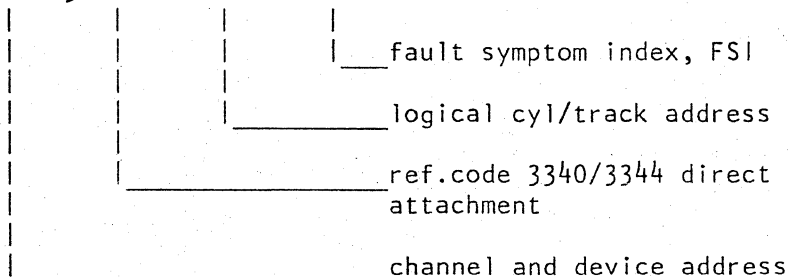 fault symptom index, FSI
logical cyl/track address
ref.code 3340/3344 direct
attachment
channel and device address